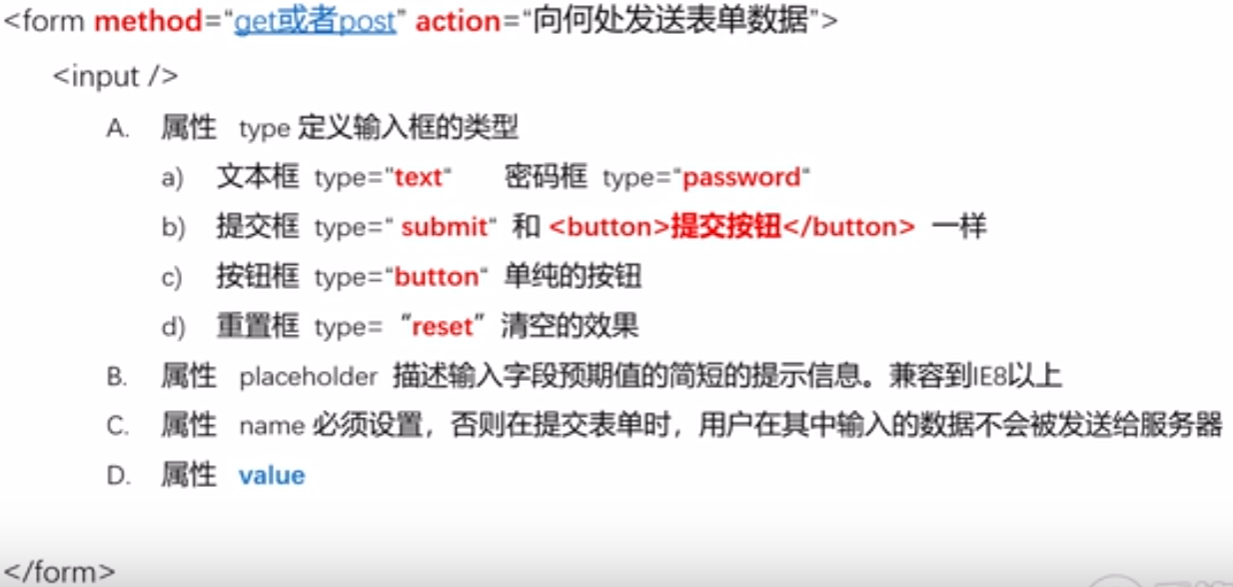 <form method="get或者post" action="向何处发送表单数据">
<input />
A. 属性 type 定义输入框的类型
a) 文本框 type="text" 密码框 type="password"
b) 提交框 type=" submit" 和 <button>提交按钮</button> 一样
c) 按钮框 type="button" 单纯的按钮
d) 重置框 type= “reset” 清空的效果
B. 属性 placeholder 描述输入字段预期值的简短的提示信息。兼容到IE8以上
C. 属性 name 必须设置，否则在提交表单时，用户在其中输入的数据不会被发送给服务器
D. 属性 value
</form>